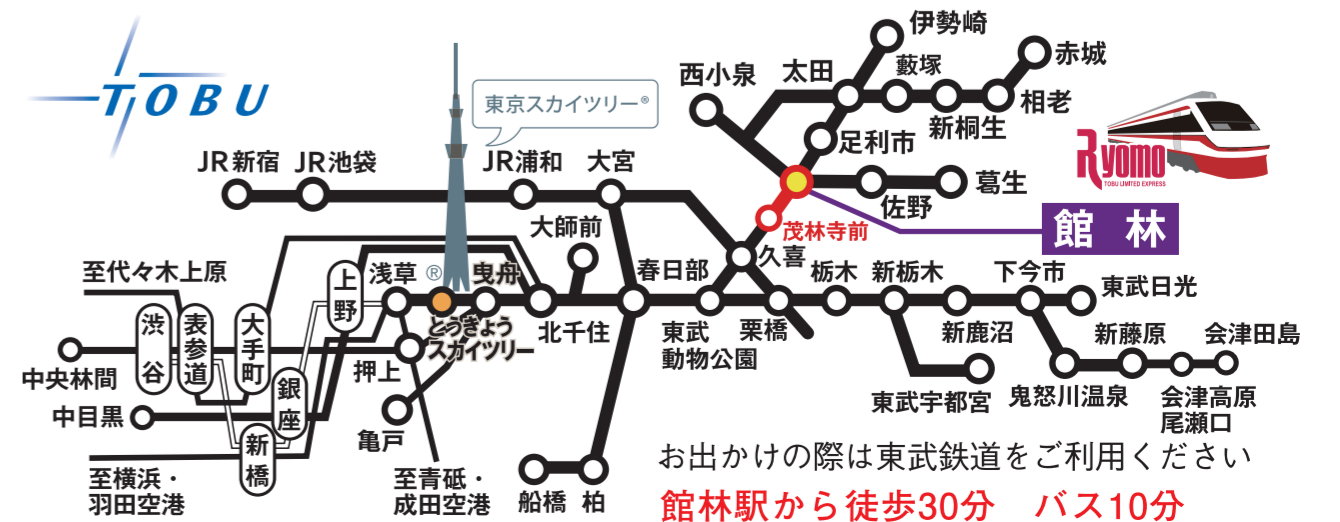 TOBU
東京スカイツリー®
伊勢崎
西小泉
太田
藪塚
赤城
相老
新桐生
足利市
Ryomo
TOBU LIMITED EXPRESS
葛生
佐野
館林
茂林寺前
JR新宿
JR池袋
JR浦和
大宮
大師前
久喜
至代々木上原
上野
浅草
®
曳舟
とうきょう
スカイツリー
北千住
春日部
東武
動物公園
栗橋
栃木
新栃木
新鹿沼
下今市
東武日光
新藤原
会津田島
鬼怒川温泉
会津高原
尾瀬口
東武宇都宮
渋谷
表参道
大手町
銀座
新橋
中央林間
中目黒
押上
亀戸
至横浜・
羽田空港
至青砥・
成田空港
船橋
柏
お出かけの際は東武鉄道をご利用ください
館林駅から徒歩30分　バス10分